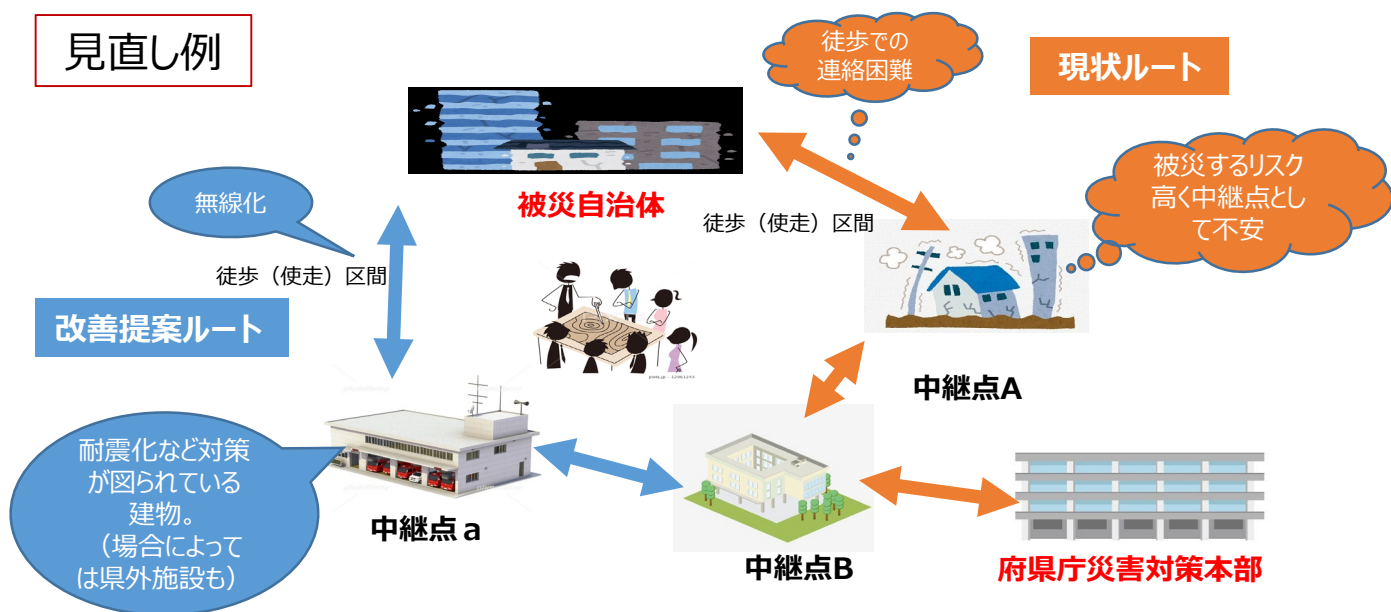 見直し例
徒歩での
連絡困難
現状ルート
被災するリスク
高く中継点とし
て不安
無線化
被災自治体
徒歩（使走）区間
徒歩（使走）区間
改善提案ルート
中継点A
耐震化など対策
が図られている
建物。
（場合によって
は県外施設も）
中継点ａ
中継点B
府県庁災害対策本部